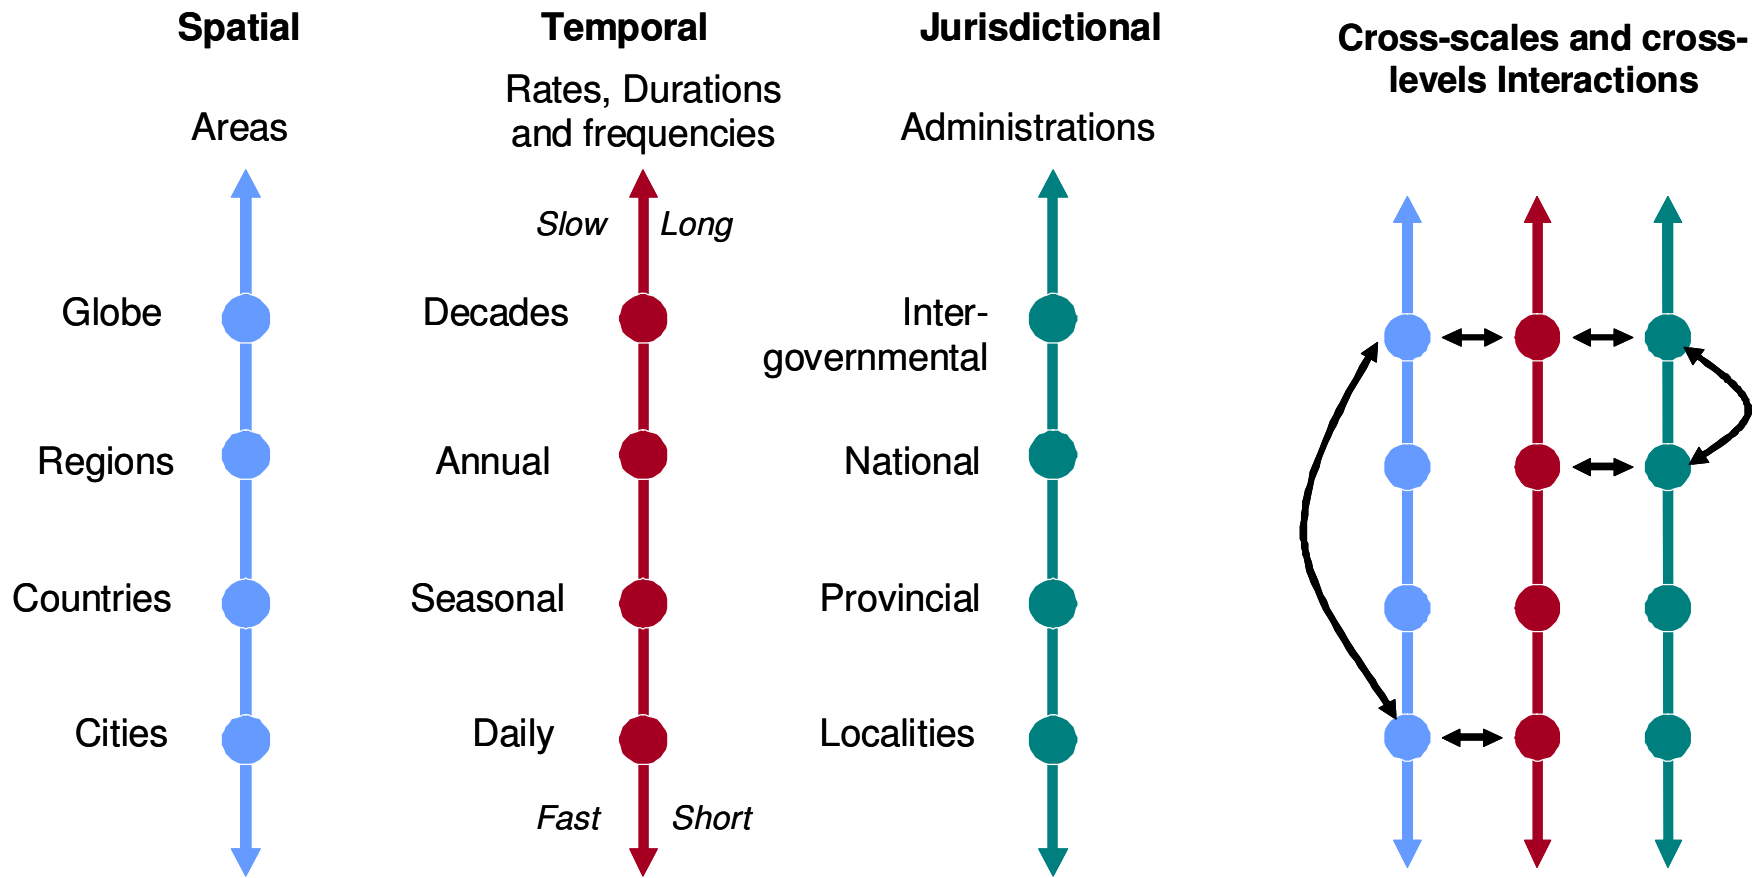 Spatial
Areas
Globe
Regions
Countries
Cities
Temporal
Rates, Durations
and frequencies
Slow Long
Decades
Annual
Seasonal
Daily
Fast Short
Jurisdictional
Administrations
Inter-
governmental
National
Provincial
Localities
Cross-scales and cross-
levels Interactions